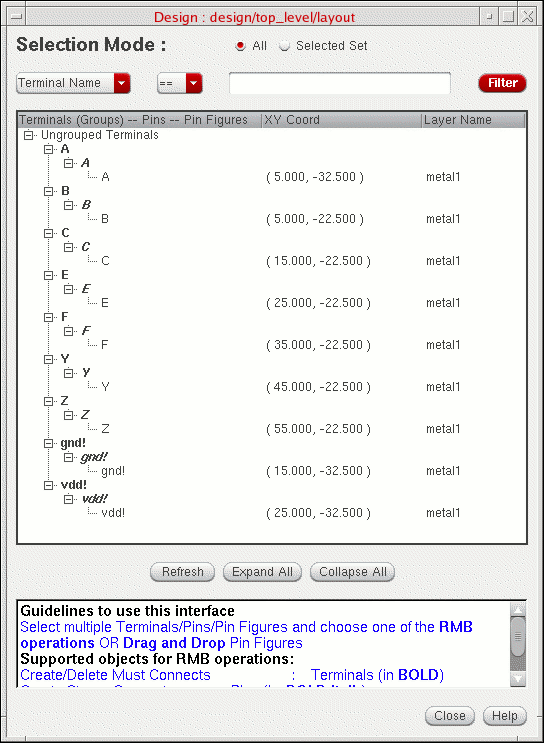 Design : design/top_level/layout
Selection Mode : All Selected Set
Terminal Name == Filter
Terminals (Groups) -- Pins -- Pin Figures XY Coord Layer Name
Ungrouped Terminals
A
A
A ( 5.000, -32.500 ) metal1
B
B
B ( 5.000, -22.500 ) metal1
C
C
C ( 15.000, -22.500 ) metal1
E
E
E ( 25.000, -22.500 ) metal1
F
F
F ( 35.000, -22.500 ) metal1
Y
Y
Y ( 45.000, -22.500 ) metal1
Z
Z
Z ( 55.000, -22.500 ) metal1
gnd!
gnd!
gnd! ( 15.000, -32.500 ) metal1
vdd!
vdd!
vdd! ( 25.000, -32.500 ) metal1
Refresh Expand All Collapse All
Guidelines to use this interface
Select multiple Terminals/Pins/Pin Figures and choose one of the RMB
operations OR Drag and Drop Pin Figures
Supported objects for RMB operations:
Create/Delete Must Connects : Terminals (in BOLD)
Close Help